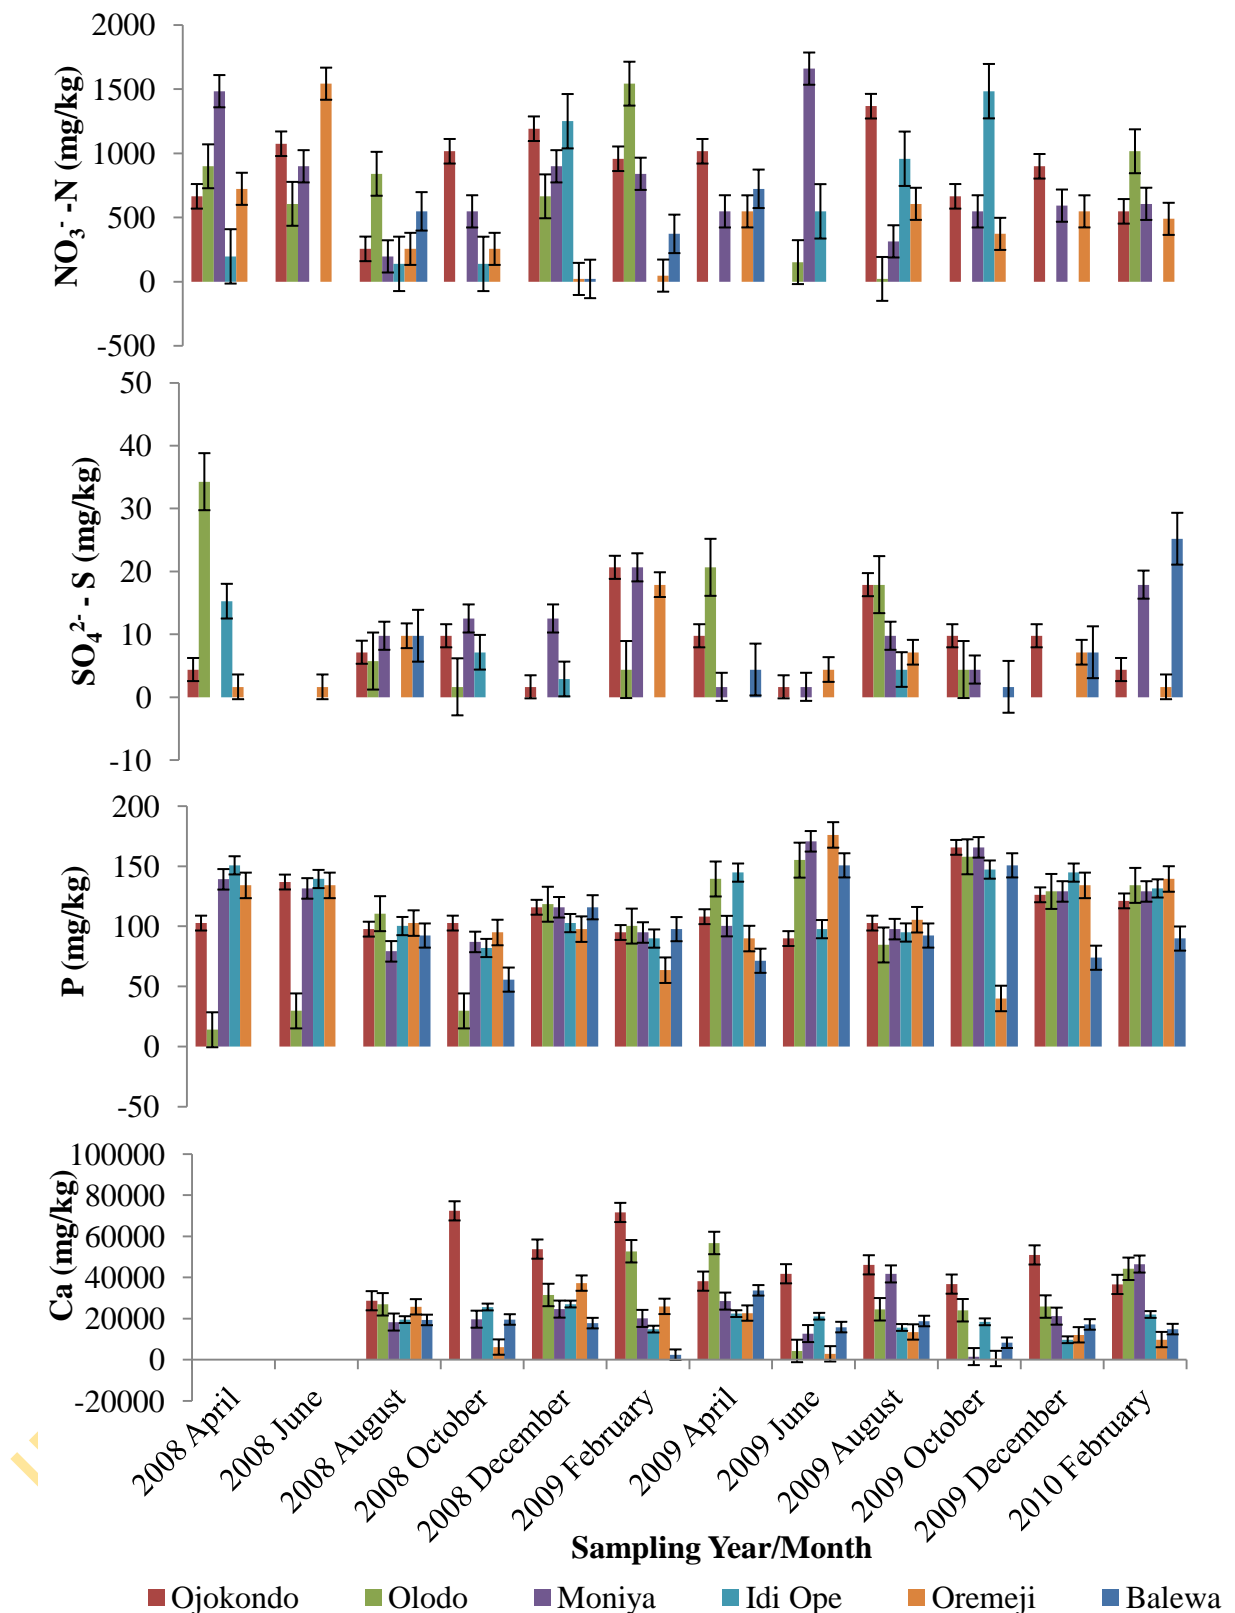 2000
1500
1000
500
0
-500
NO₃⁻ -N (mg/kg)
50
40
30
20
10
0
-10
SO₄²⁻ - S (mg/kg)
200
150
100
50
0
-50
P (mg/kg)
100000
80000
60000
40000
20000
0
-20000
Ca (mg/kg)
2008 April
2008 June
2008 August
2008 October
2008 December
2009 February
2009 April
2009 June
2009 August
2009 October
2009 December
2010 February
Sampling Year/Month
Ojokondo Olodo Moniya Idi Ope Oremeji Balewa